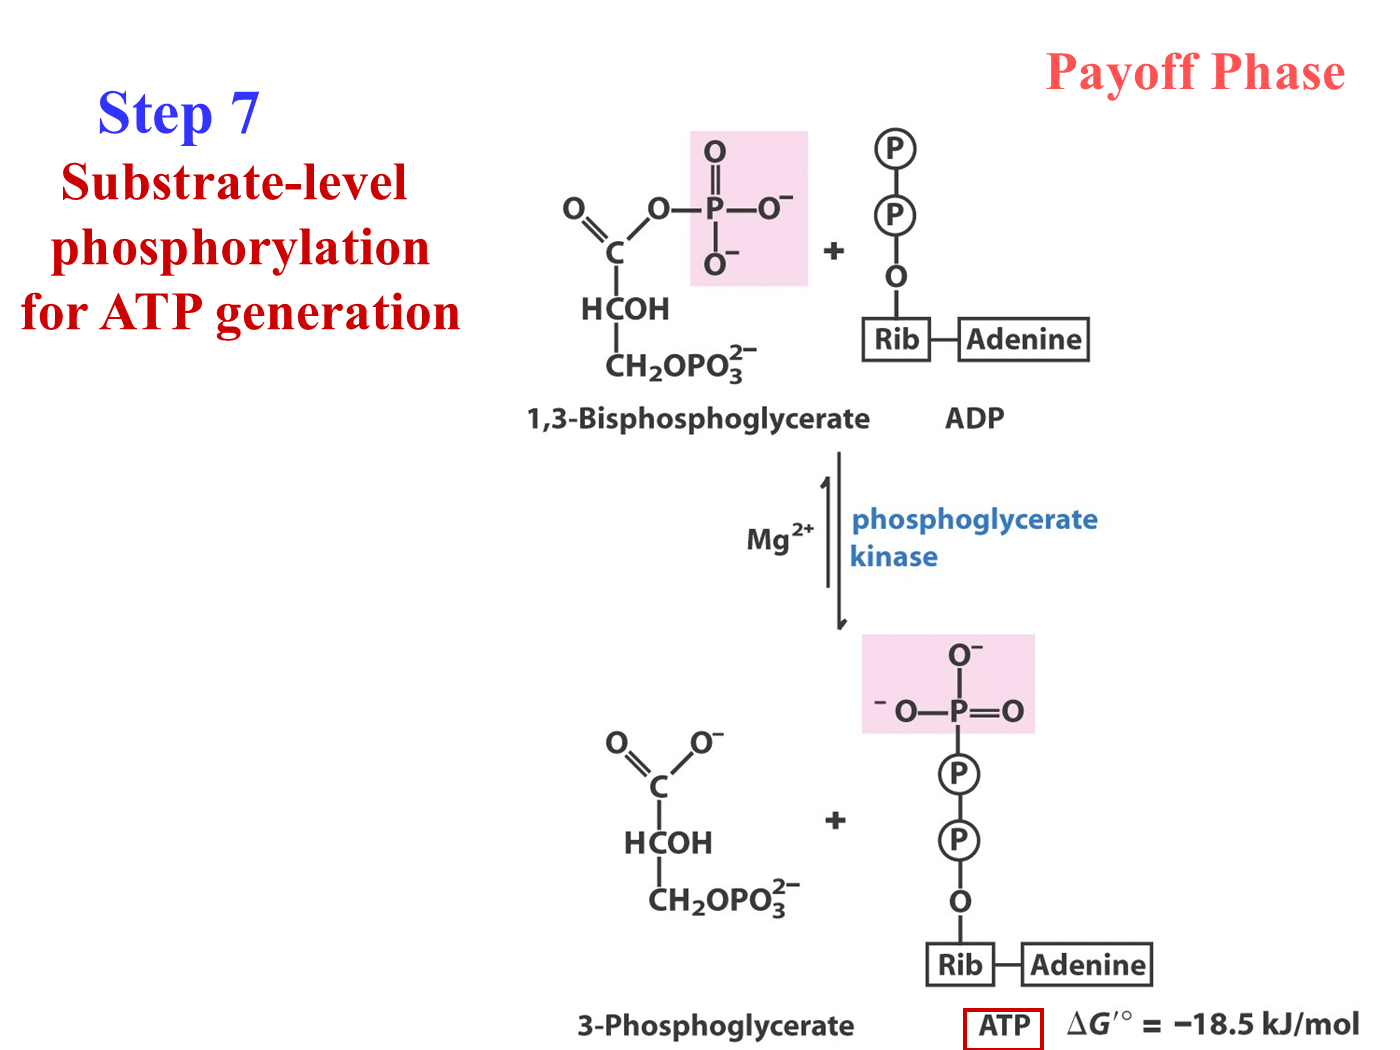 Payoff Phase
Step 7
Substrate-level
phosphorylation
for ATP generation
O
O
O—P—O−
C
O−
HCOH
CH₂OPO₃²−
+
P
P
O
Rib
Adenine
1,3-Bisphosphoglycerate
ADP
Mg²⁺
phosphoglycerate
kinase
O−
−O—P=O
P
P
O
O
O−
C
HCOH
CH₂OPO₃²−
+
Rib
Adenine
3-Phosphoglycerate
ATP
ΔG′° = −18.5 kJ/mol